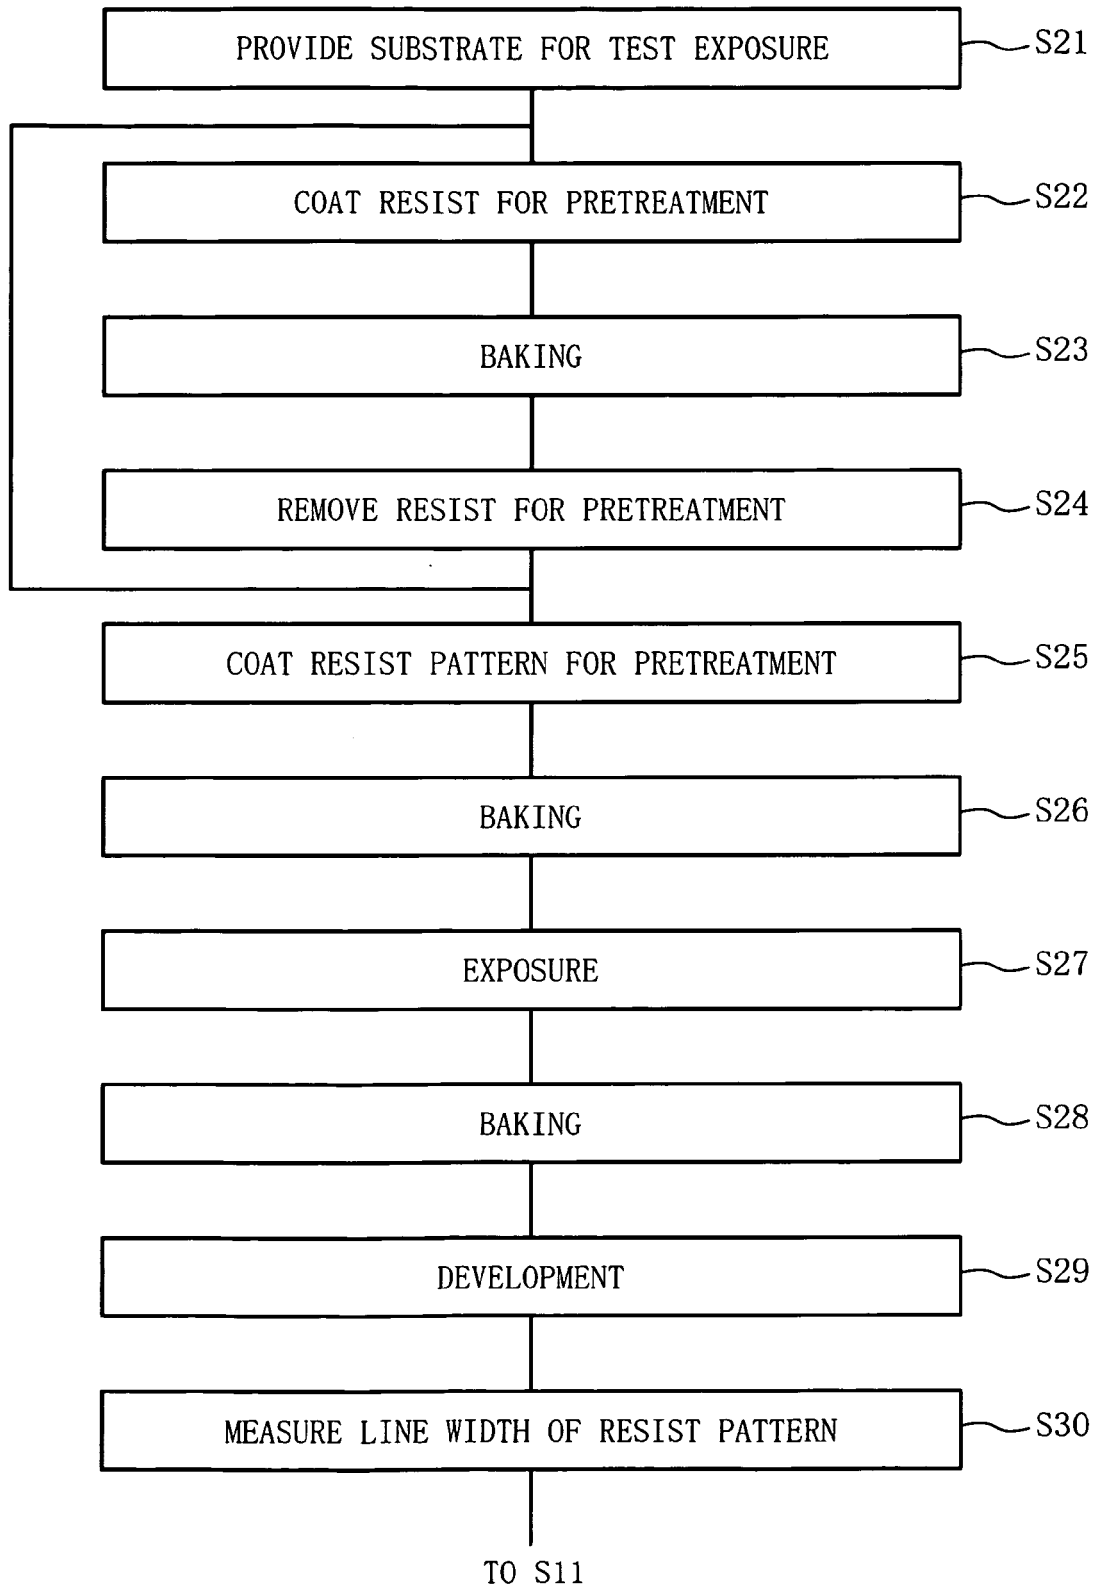 PROVIDE SUBSTRATE FOR TEST EXPOSURE S21
COAT RESIST FOR PRETREATMENT S22
BAKING S23
REMOVE RESIST FOR PRETREATMENT S24
COAT RESIST PATTERN FOR PRETREATMENT S25
BAKING S26
EXPOSURE S27
BAKING S28
DEVELOPMENT S29
MEASURE LINE WIDTH OF RESIST PATTERN S30
TO S11